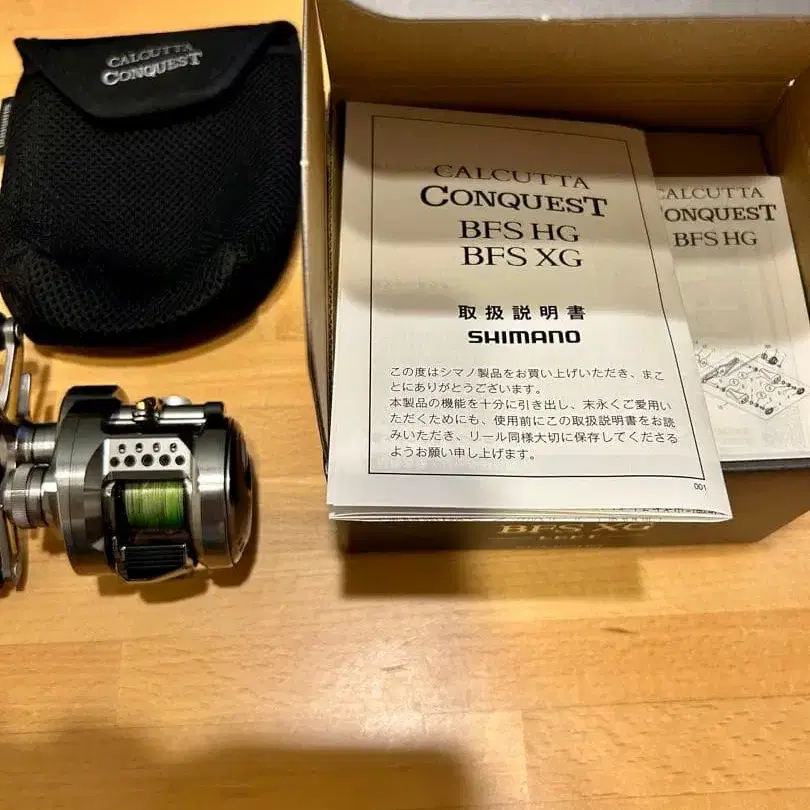 CALCUTTA
CONQUEST
CALCUTTA
CONQUEST
BFS HG
BFS XG
取扱説明書
SHIMANO
この度はシマノ製品をお買い上げいただき、まこ
とにありがとうございます。
本製品の機能を十分に引き出し、末永くご愛用い
ただくためにも、使用前にこの取扱説明書をお読
みいただき、リール同様大切に保存してくださる
ようお願い申し上げます。
001
CALCUTTA
CONQUEST
BFS HG
BFS XG
LEFT